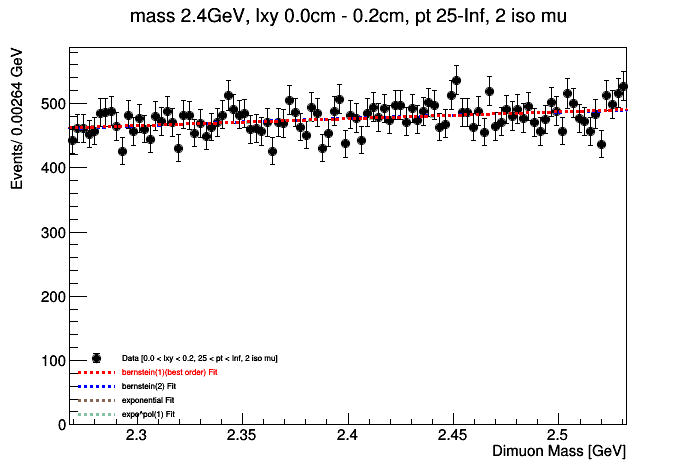 mass 2.4GeV, lxy 0.0cm - 0.2cm, pt 25-Inf, 2 iso mu
Events/ 0.00264 GeV
500
400
300
200
100
0
Data [0.0 < lxy < 0.2, 25 < pt < Inf, 2 iso mu]
bernstein(1)(best order) Fit
bernstein(2) Fit
exponential Fit
expo*pol(1) Fit
2.3 2.35 2.4 2.45 2.5
Dimuon Mass [GeV]